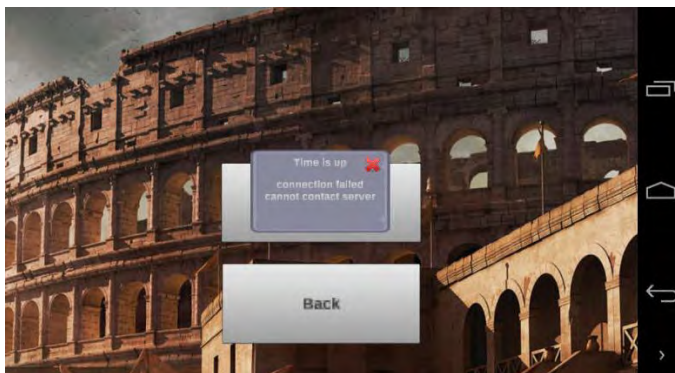 Time is up
connection failed
cannot contact server
Back